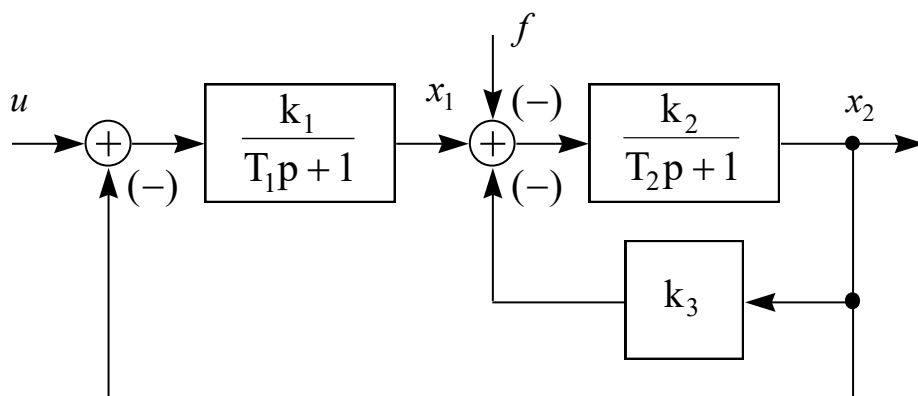 f
u
k₁
T₁p + 1
x₁
(−)
k₂
T₂p + 1
x₂
+
+
(−)
(−)
k₃